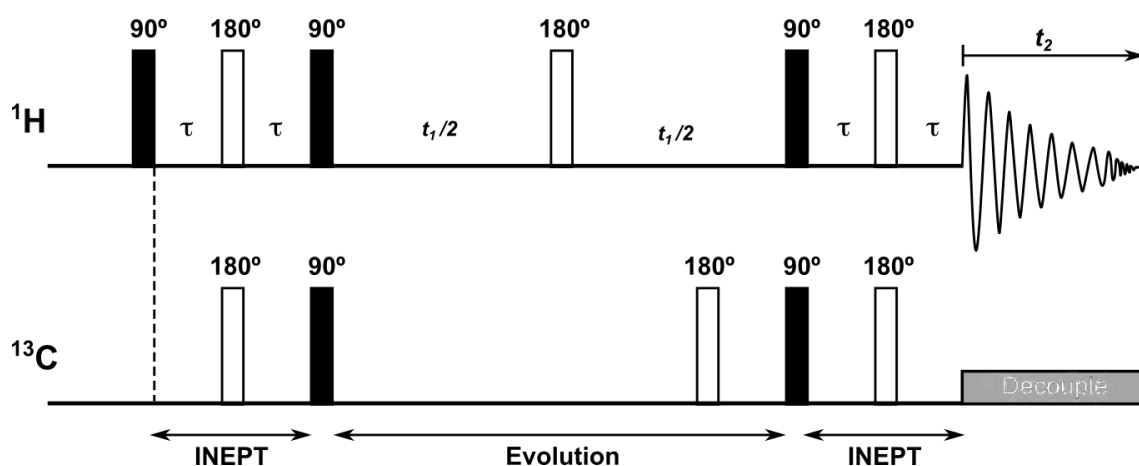 90º 180º 90º 180º 90º 180º t₂
¹H τ τ t₁/2 t₁/2 τ τ
180º 90º 180º 90º 180º
¹³C Decouple
INEPT Evolution INEPT